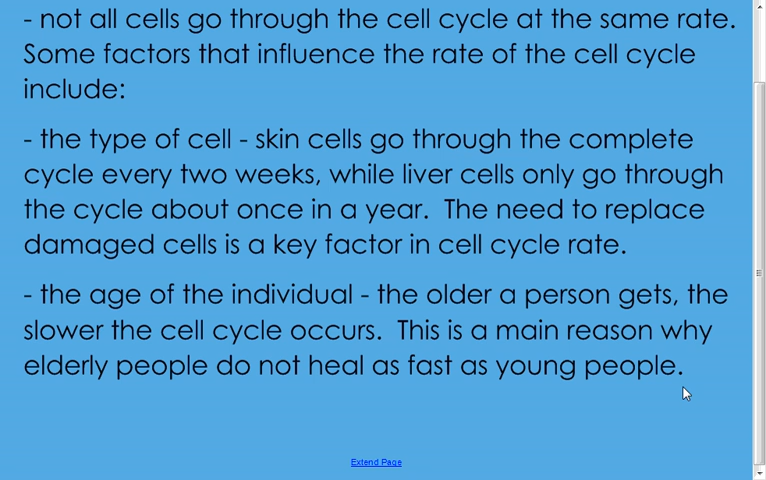 - not all cells go through the cell cycle at the same rate.
Some factors that influence the rate of the cell cycle
include:
- the type of cell - skin cells go through the complete
cycle every two weeks, while liver cells only go through
the cycle about once in a year.  The need to replace
damaged cells is a key factor in cell cycle rate.
- the age of the individual - the older a person gets, the
slower the cell cycle occurs.  This is a main reason why
elderly people do not heal as fast as young people.
Extend Page